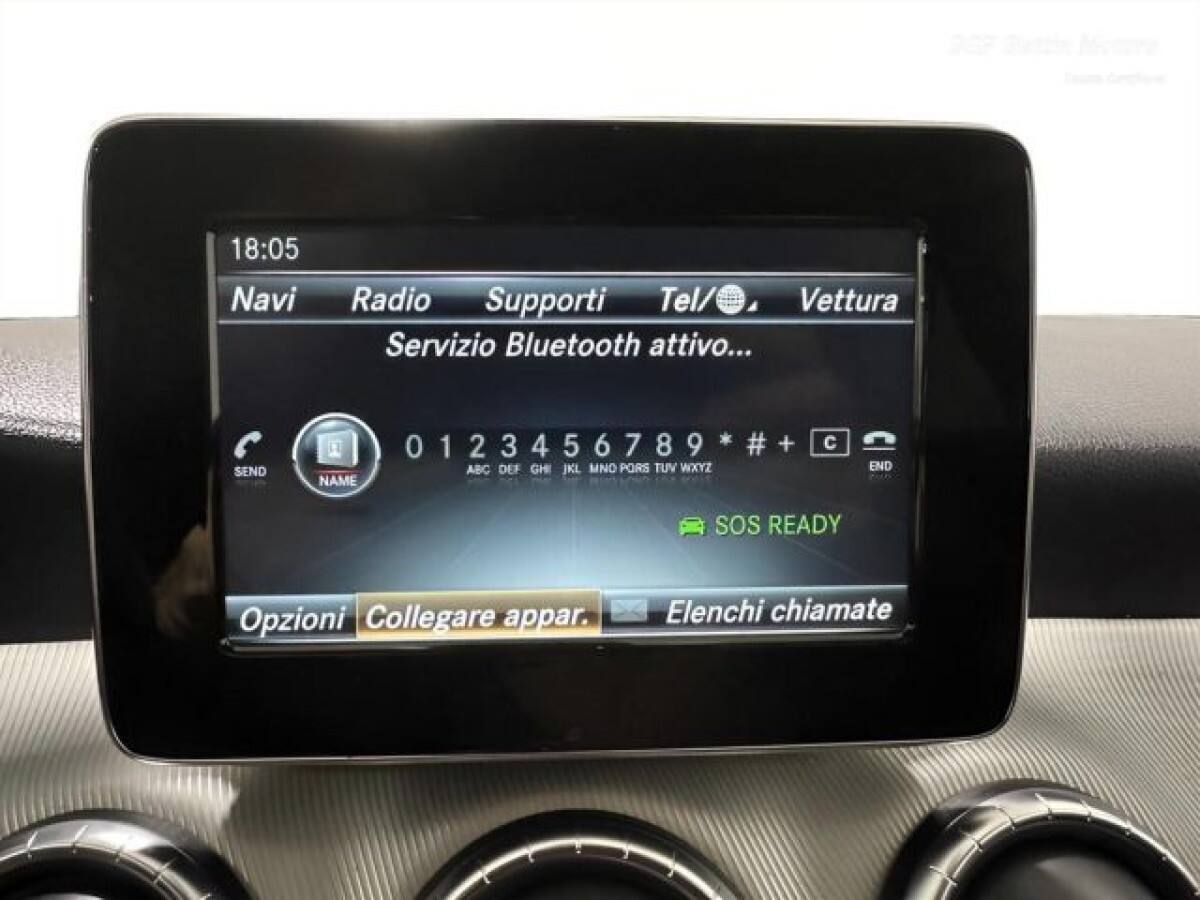 18:05
Navi Radio Supporti Tel/ Vettura
Servizio Bluetooth attivo...
SEND NAME 0 1 2 3 4 5 6 7 8 9 * # + C END
ABC DEF GHI JKL MNO PQRS TUV WXYZ
SOS READY
Opzioni Collegare appar. Elenchi chiamate